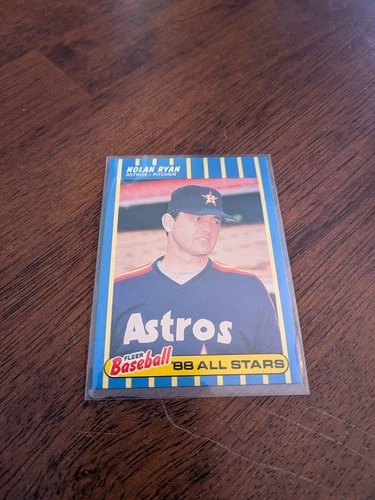 NOLAN RYAN
ASTROS • PITCHER
Astros
FLEER
Baseball '88 ALL STARS